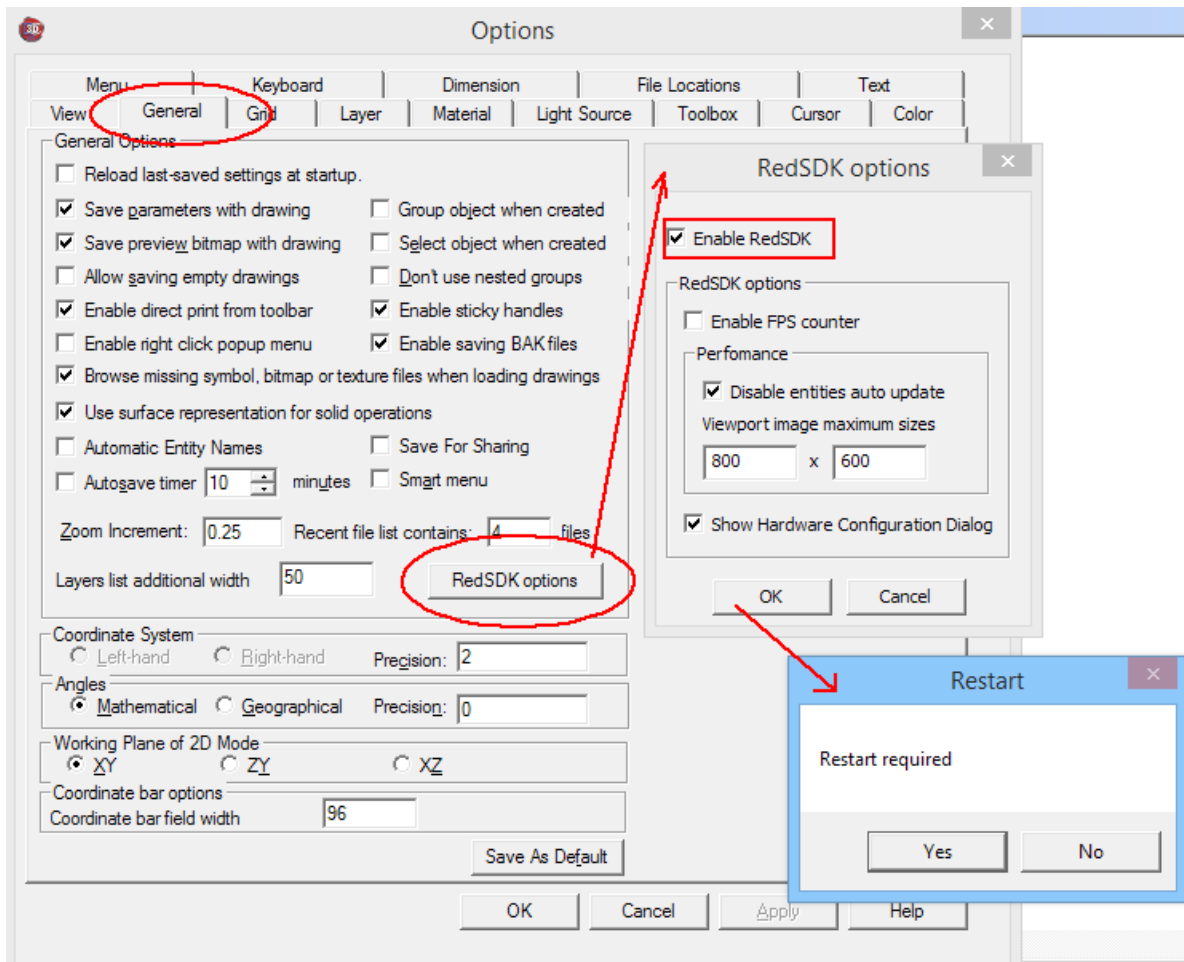 3D
Options
Menu Keyboard Dimension File Locations Text
View General Grid Layer Material Light Source Toolbox Cursor Color
General Options
Reload last-saved settings at startup.
Save parameters with drawing Group object when created
Save preview bitmap with drawing Select object when created
Allow saving empty drawings Don't use nested groups
Enable direct print from toolbar Enable sticky handles
Enable right click popup menu Enable saving BAK files
Browse missing symbol, bitmap or texture files when loading drawings
Use surface representation for solid operations
Automatic Entity Names Save For Sharing
Autosave timer 10 minutes Smart menu
Zoom Increment: 0.25 Recent file list contains: 4 files
Layers list additional width 50 RedSDK options
Coordinate System
Left-hand Right-hand Precision: 2
Angles
Mathematical Geographical Precision: 0
Working Plane of 2D Mode
XY ZY XZ
Coordinate bar options
Coordinate bar field width 96
Save As Default
OK Cancel Apply Help
RedSDK options
Enable RedSDK
RedSDK options
Enable FPS counter
Perfomance
Disable entities auto update
Viewport image maximum sizes
800 x 600
Show Hardware Configuration Dialog
OK Cancel
Restart
Restart required
Yes No